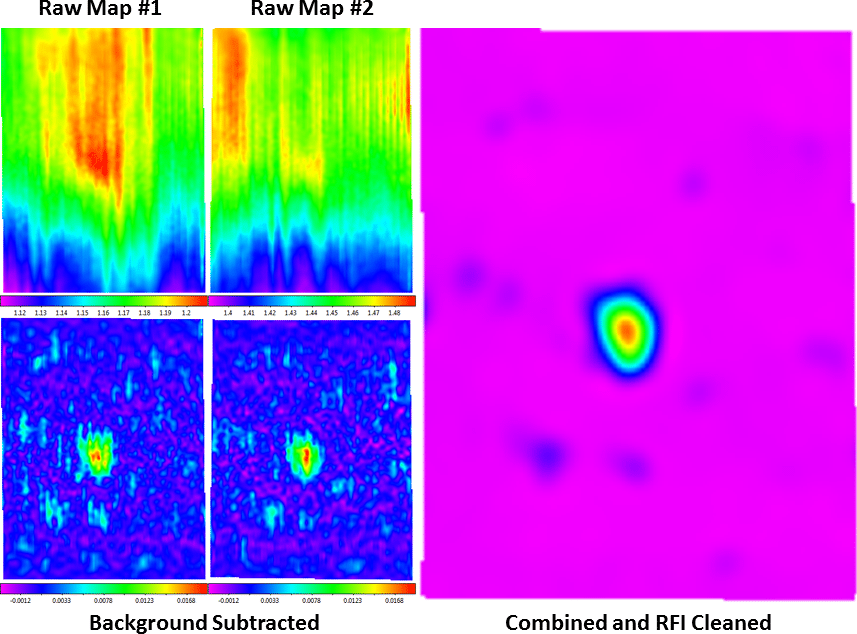 Raw Map #1
Raw Map #2
1.12 1.13 1.14 1.15 1.16 1.17 1.18 1.19 1.2
1.4 1.41 1.42 1.43 1.44 1.45 1.46 1.47 1.48
-0.0012 0.0033 0.0078 0.0123 0.0168
-0.0012 0.0033 0.0078 0.0123 0.0168
Background Subtracted
Combined and RFI Cleaned